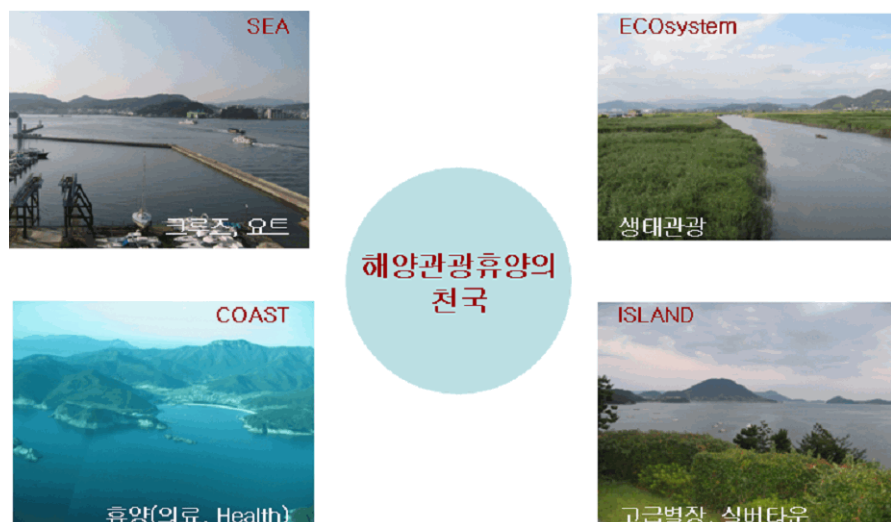 SEA
크루즈, 요트
ECOsystem
생태관광
해양관광휴양의
천국
COAST
휴양(의료, Health)
ISLAND
고급별장, 실버타운